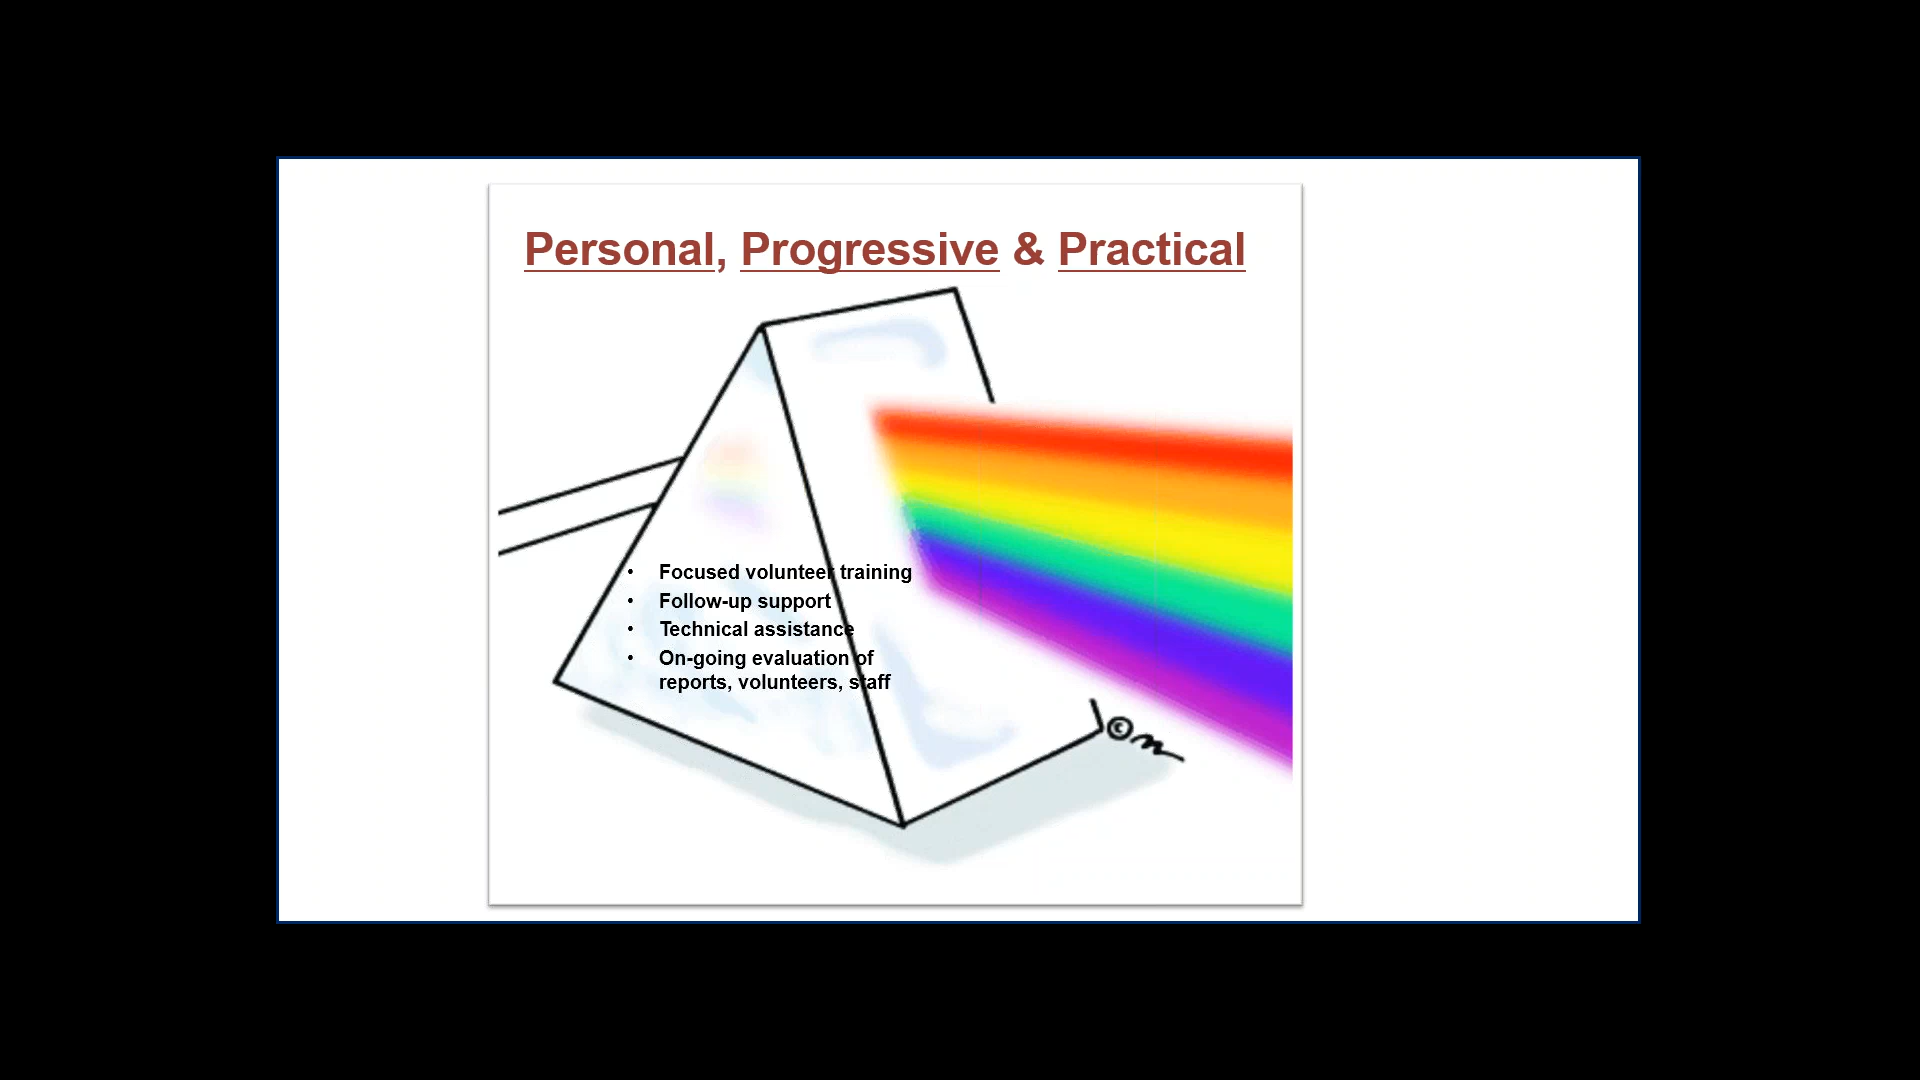 Personal, Progressive & Practical
• Focused volunteer training
• Follow-up support
• Technical assistance
• On-going evaluation of
reports, volunteers, staff
©m